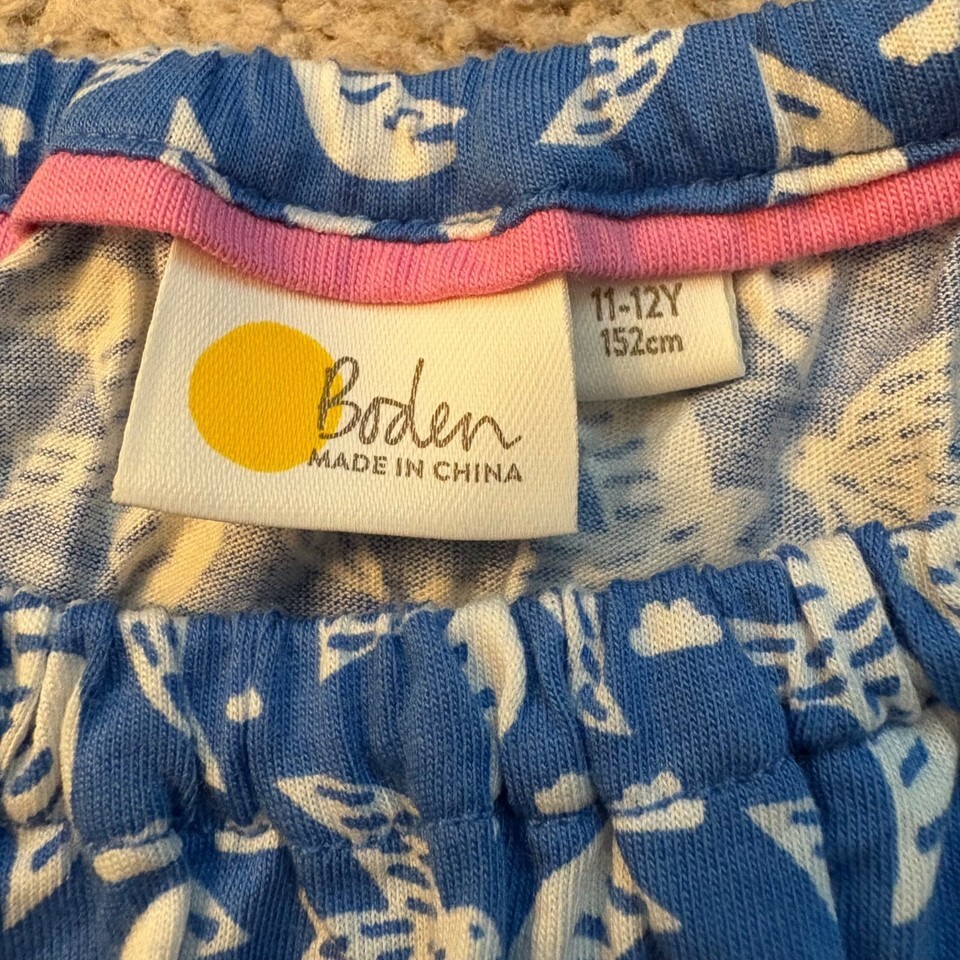 Boden
MADE IN CHINA
11-12Y
152cm